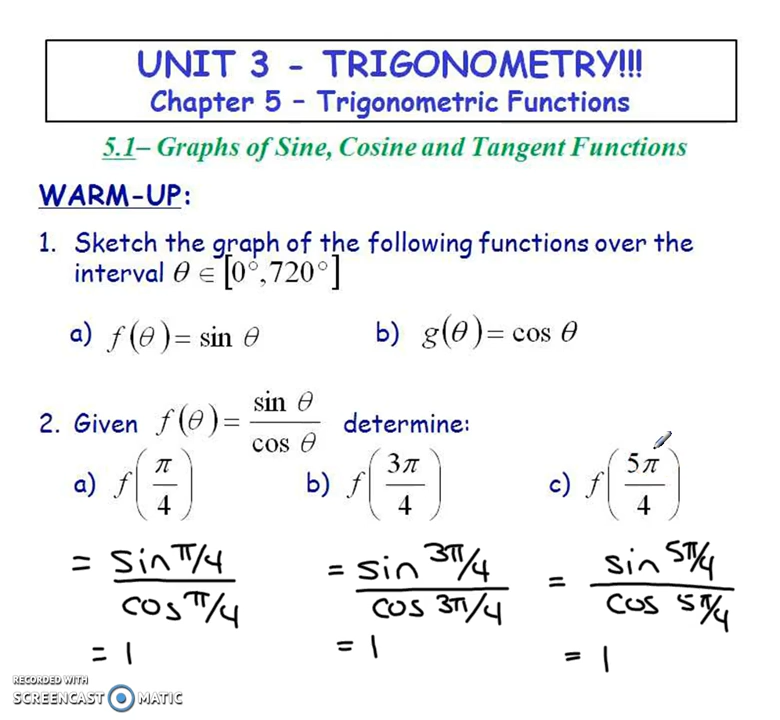 UNIT 3 - TRIGONOMETRY!!!
Chapter 5 – Trigonometric Functions
5.1– Graphs of Sine, Cosine and Tangent Functions
WARM-UP:
1. Sketch the graph of the following functions over the
interval θ ∈ [0°,720°]
a) f(θ) = sin θ b) g(θ) = cos θ
2. Given f(θ) = sin θ / cos θ determine:
a) f(π/4) b) f(3π/4) c) f(5π/4)
= sin π/4 / cos π/4 = sin 3π/4 / cos 3π/4 = sin 5π/4 / cos 5π/4
= 1 = 1 = 1
RECORDED WITH
SCREENCAST MATIC